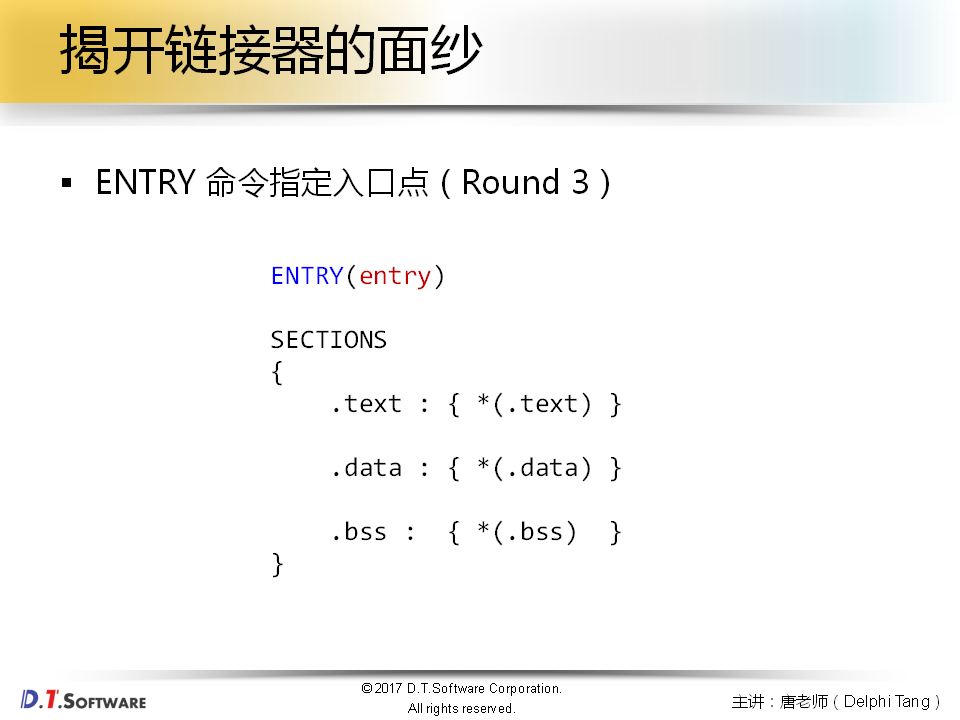 揭开链接器的面纱
▪ ENTRY 命令指定入口点 ( Round 3 )
ENTRY(entry)
SECTIONS
{
    .text : { *(.text) }
    .data : { *(.data) }
    .bss :  { *(.bss)  }
}
D.T.SOFTWARE
©2017 D.T.Software Corporation.
All rights reserved.
主讲：唐老师 ( Delphi Tang )